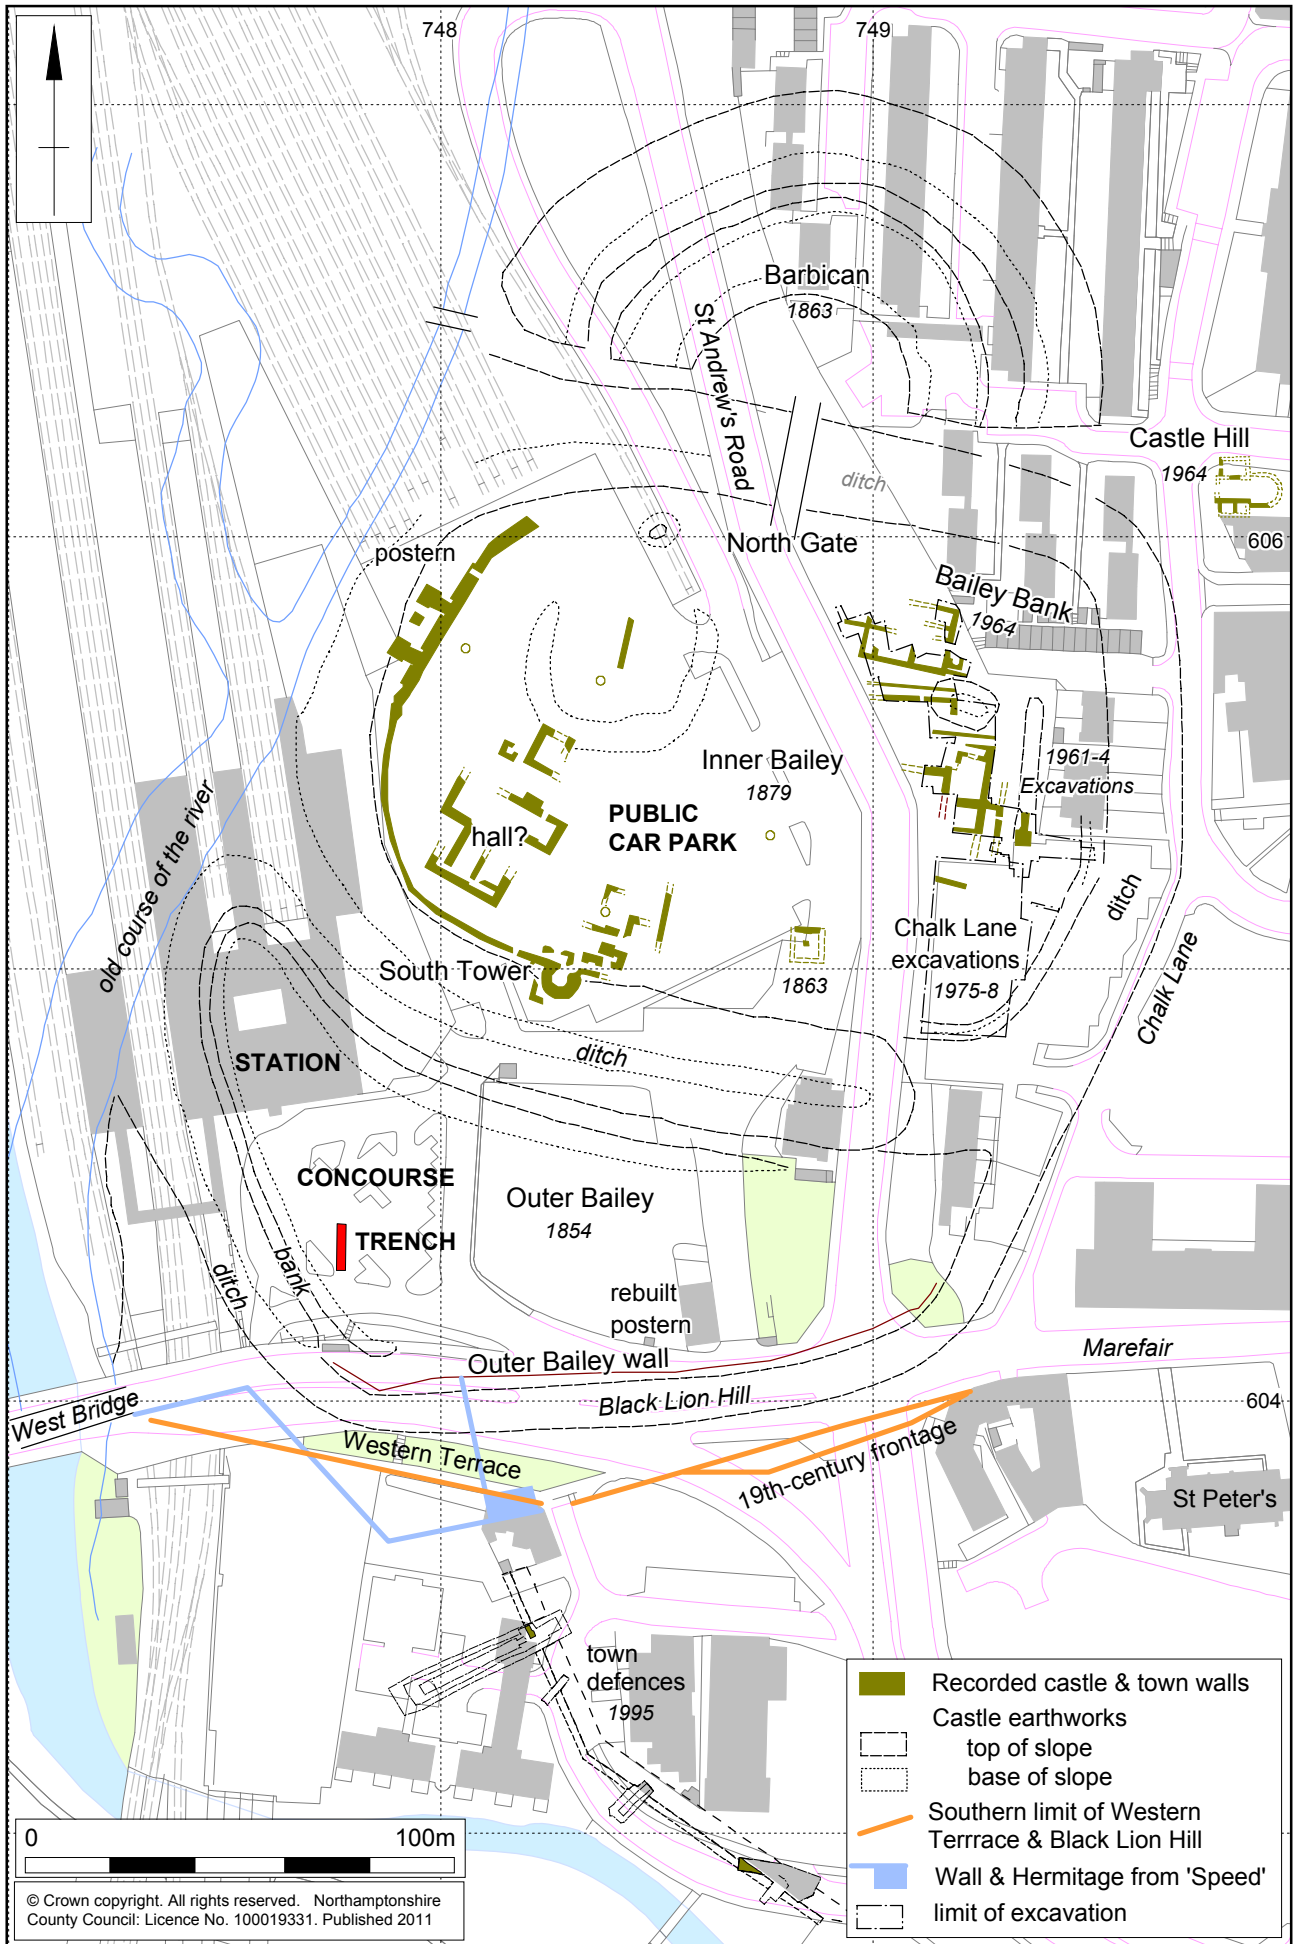 748
749
Barbican
1863
St Andrew's Road
Castle Hill
1964
ditch
606
North Gate
postern
Bailey Bank
1964
Inner Bailey
1879
1961-4
Excavations
PUBLIC
CAR PARK
hall?
old course of the river
ditch
Chalk Lane
excavations
1975-8
South Tower
1863
Chalk Lane
STATION
ditch
CONCOURSE
Outer Bailey
1854
TRENCH
bank
ditch
rebuilt
postern
Marefair
Outer Bailey wall
Black Lion Hill
604
West Bridge
Western Terrace
19th-century frontage
St Peter's
town
defences
1995
Recorded castle & town walls
Castle earthworks
top of slope
base of slope
Southern limit of Western
Terrrace & Black Lion Hill
Wall & Hermitage from 'Speed'
limit of excavation
0 100m
© Crown copyright. All rights reserved. Northamptonshire
County Council: Licence No. 100019331. Published 2011